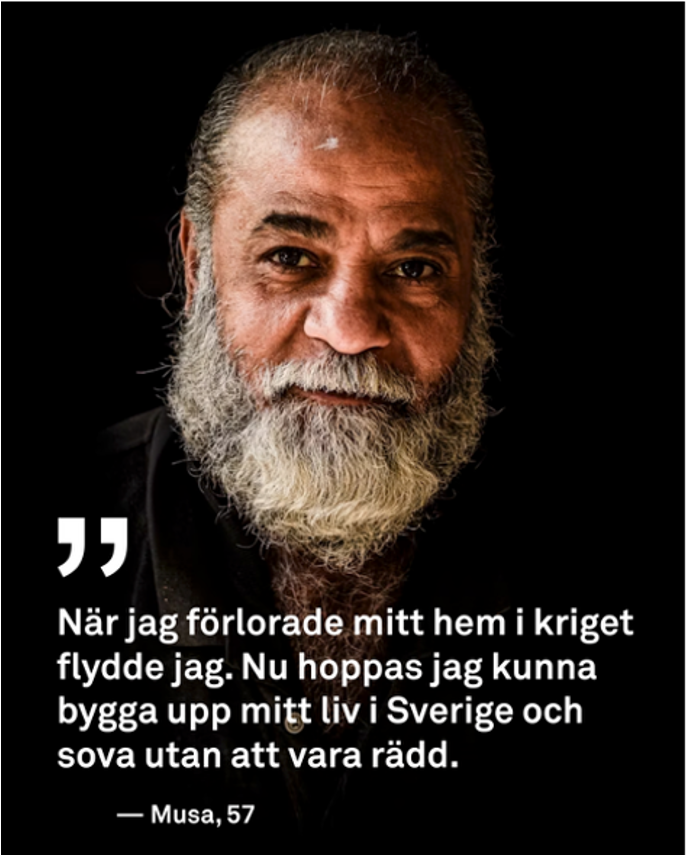 ”
När jag förlorade mitt hem i kriget
flydde jag. Nu hoppas jag kunna
bygga upp mitt liv i Sverige och
sova utan att vara rädd.
— Musa, 57